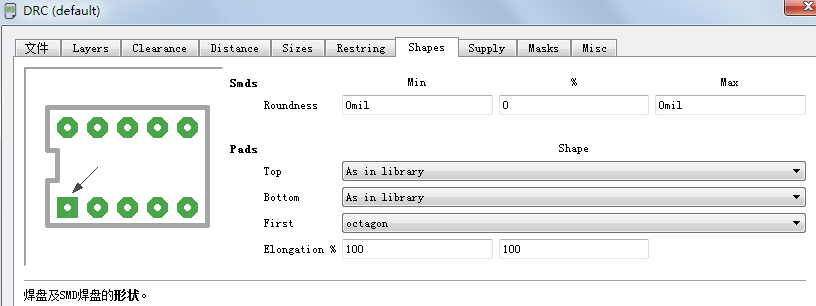 DRC (default)
文件 Layers Clearance Distance Sizes Restring Shapes Supply Masks Misc
Smds Min % Max
Roundness 0mil 0 0mil
Pads Shape
Top As in library
Bottom As in library
First octagon
Elongation % 100 100
焊盘及SMD焊盘的形状。